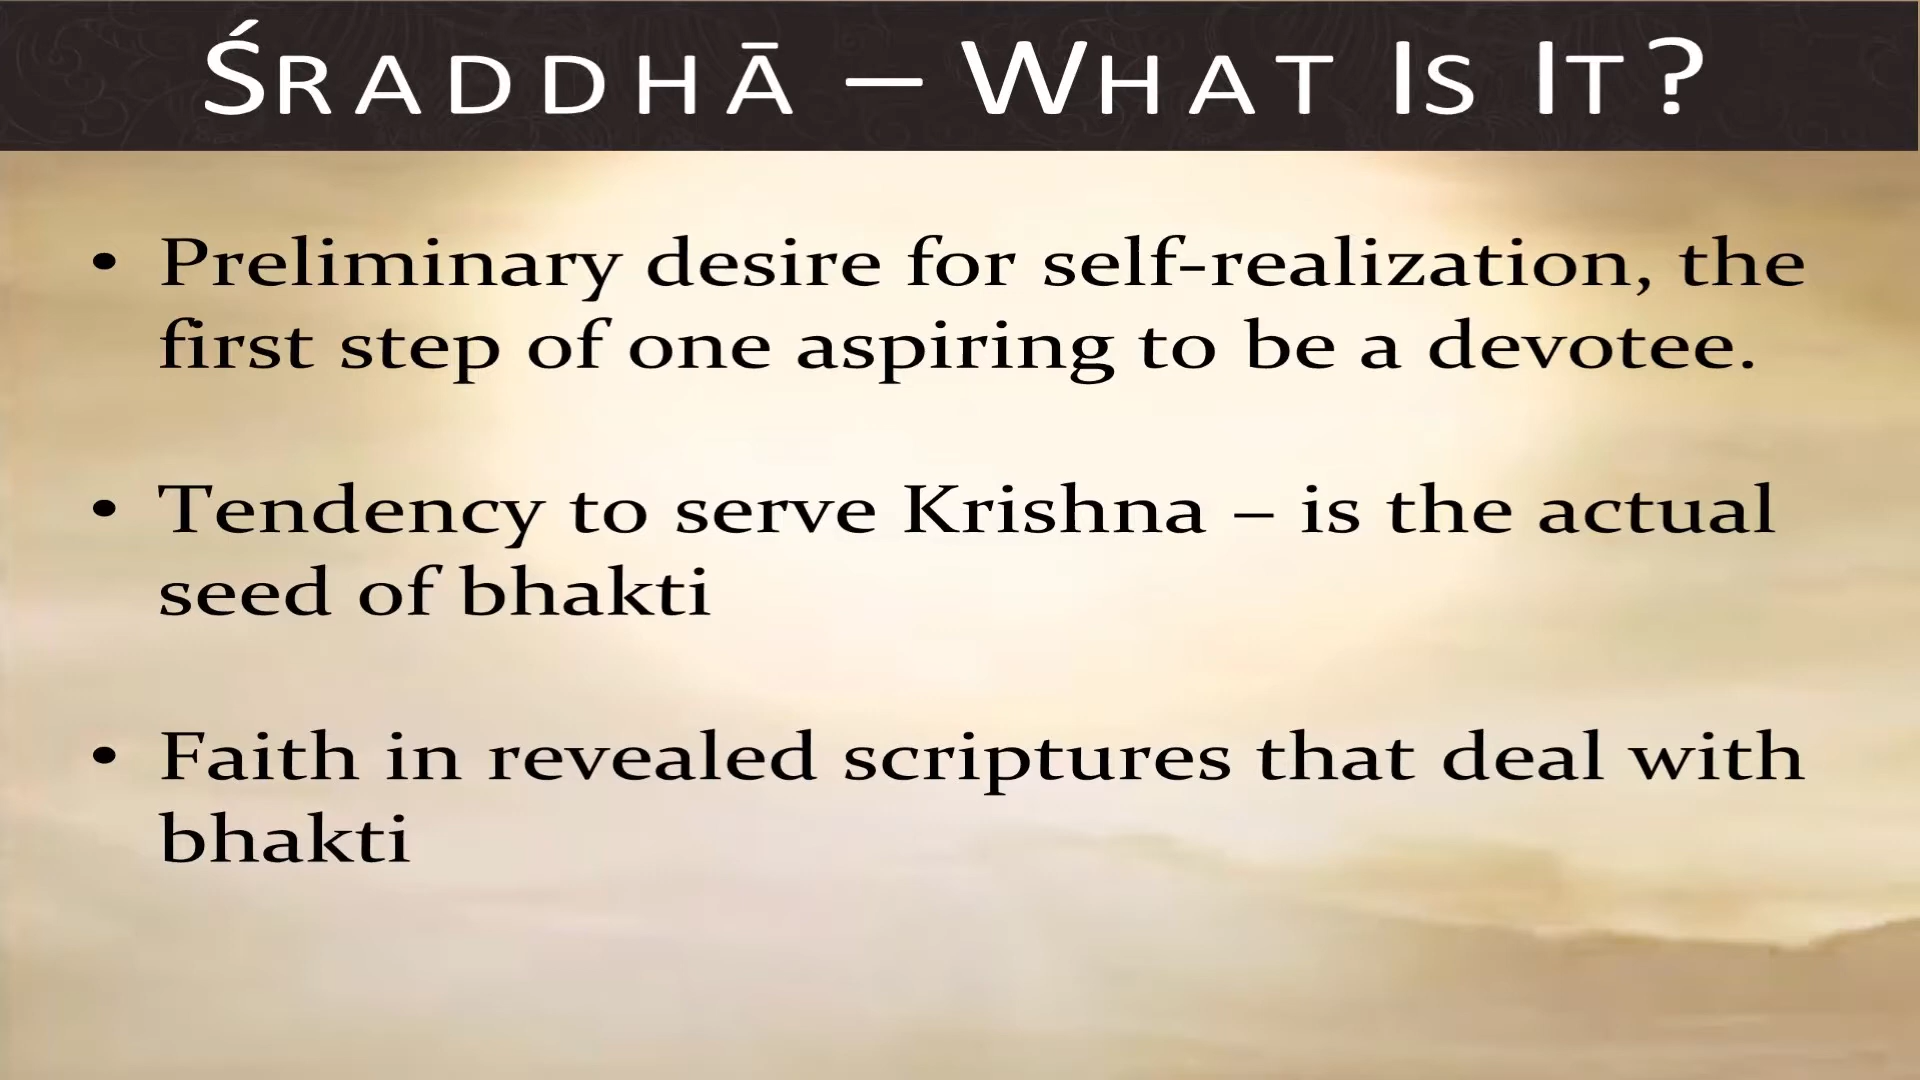 Śraddhā – What Is It?
• Preliminary desire for self-realization, the
first step of one aspiring to be a devotee.
• Tendency to serve Krishna – is the actual
seed of bhakti
• Faith in revealed scriptures that deal with
bhakti